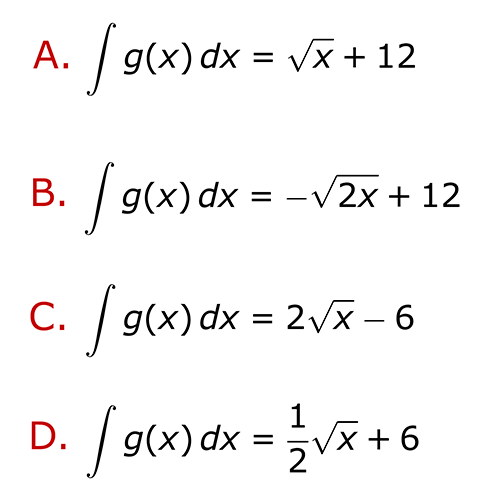 A. ∫ g(x) dx = √x + 12
B. ∫ g(x) dx = −√2x + 12
C. ∫ g(x) dx = 2√x − 6
D. ∫ g(x) dx = 1/2 √x + 6